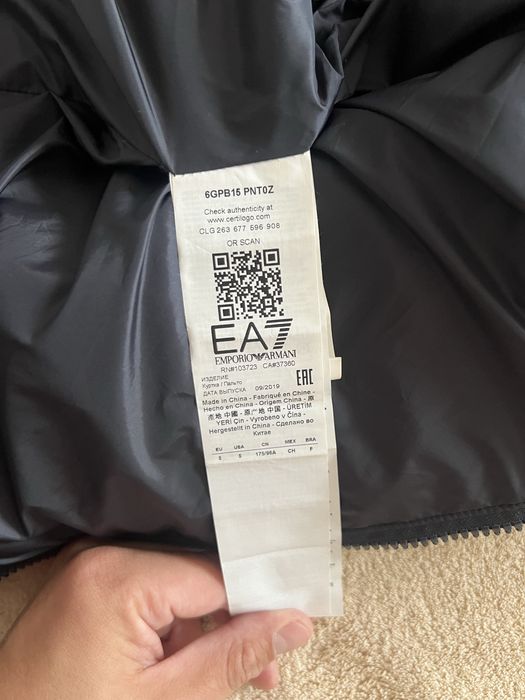 6GPB15 PNT0Z
Check authenticity at
www.certilogo.com
CLG 263 677 596 908
OR SCAN
EA7
EMPORIO ARMANI
RN#103723 CA#37360
ИЗДЕЛИЕ
Куртка / Пальто
ДАТА ВЫПУСКА 09/2019
EAC
Made in China - Fabriqué en Chine -
Hecho en China - Origem China - 原
產地 中國 - 原产地 中国 - ÜRETİM
YERİ Çin - Vyrobeno v Čína -
Hergestellt in China - Сделано во
Китае
EU USA CN MEX BRA
S S 175/96A CH P